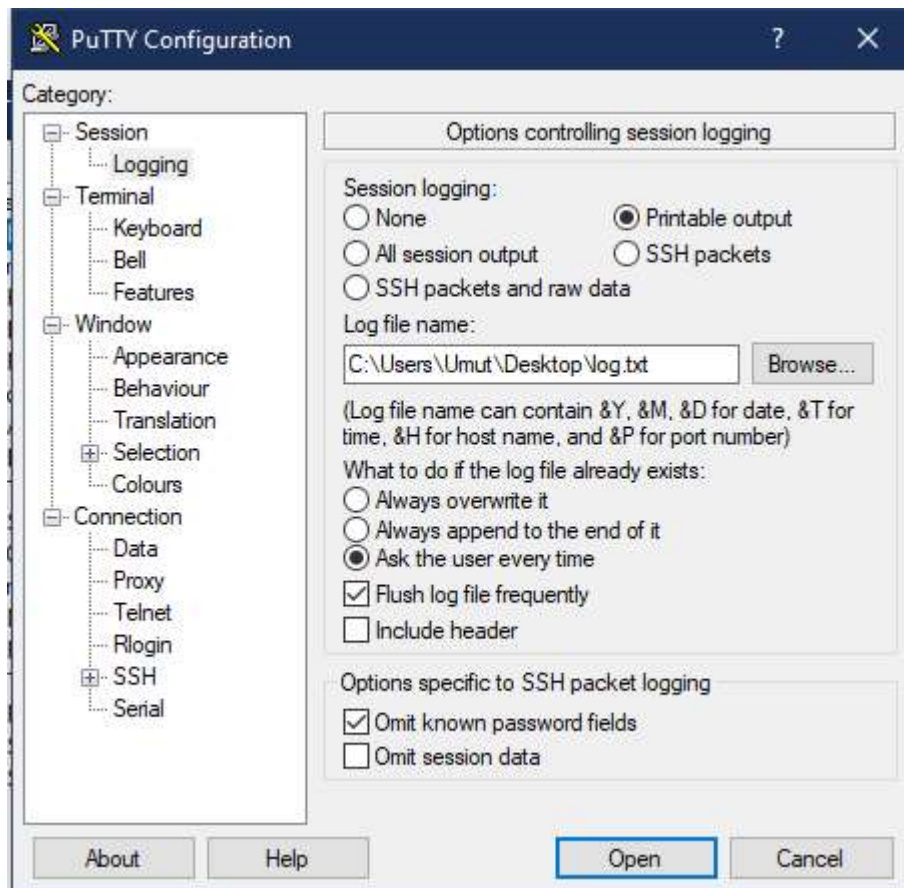 PuTTY Configuration
?
Category:
Session
Logging
Terminal
Keyboard
Bell
Features
Window
Appearance
Behaviour
Translation
Selection
Colours
Connection
Data
Proxy
Telnet
Rlogin
SSH
Serial
Options controlling session logging
Session logging:
None
Printable output
All session output
SSH packets
SSH packets and raw data
Log file name:
C:\Users\Umut\Desktop\log.txt
Browse...
(Log file name can contain &Y, &M, &D for date, &T for
time, &H for host name, and &P for port number)
What to do if the log file already exists:
Always overwrite it
Always append to the end of it
Ask the user every time
Flush log file frequently
Include header
Options specific to SSH packet logging
Omit known password fields
Omit session data
About
Help
Open
Cancel